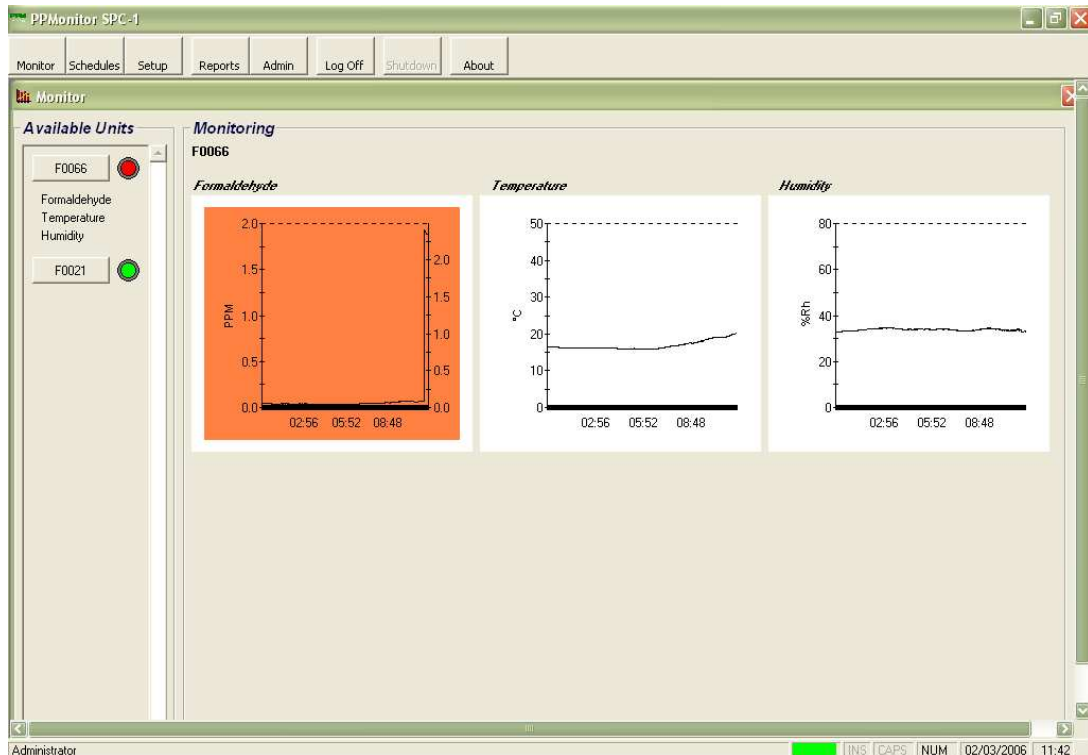 PPMonitor SPC-1
Monitor Schedules Setup Reports Admin Log Off Shutdown About
Monitor
Available Units
F0066
Formaldehyde
Temperature
Humidity
F0021
Monitoring
F0066
Formaldehyde
2.0
1.5
1.0
0.5
0.0
PPM
2.0
1.5
1.0
0.5
0.0
02:56 05:52 08:48
Temperature
50
40
30
20
10
0
°C
02:56 05:52 08:48
Humidity
80
60
40
20
0
%Rh
02:56 05:52 08:48
Administrator INS CAPS NUM 02/03/2006 11:42